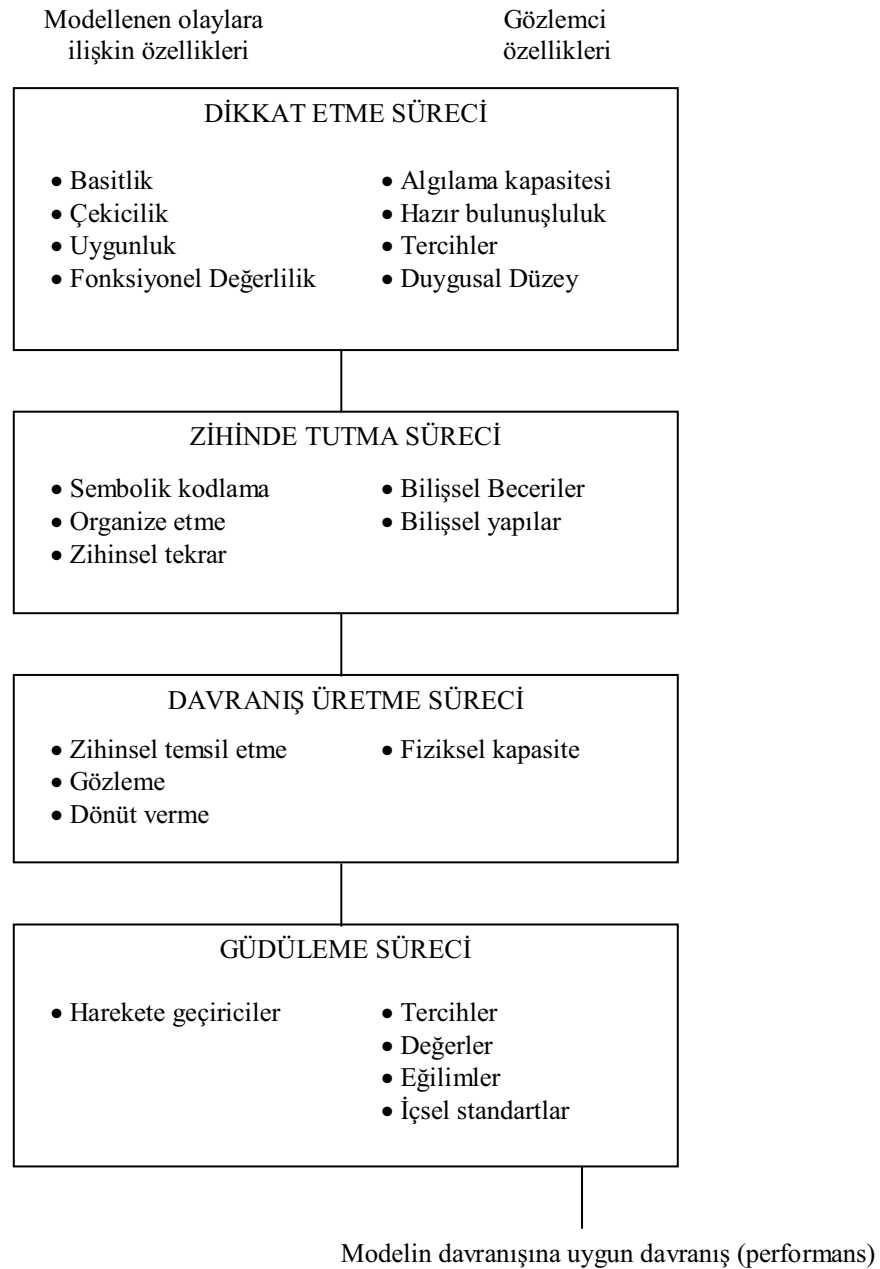 Modellenen olaylara
ilişkin özellikleri
Gözlemci
özellikleri
DİKKAT ETME SÜRECİ
• Basitlik
• Çekicilik
• Uygunluk
• Fonksiyonel Değerlilik
• Algılama kapasitesi
• Hazır bulunuşluluk
• Tercihler
• Duygusal Düzey
ZİHİNDE TUTMA SÜRECİ
• Sembolik kodlama
• Organize etme
• Zihinsel tekrar
• Bilişsel Beceriler
• Bilişsel yapılar
DAVRANIŞ ÜRETME SÜRECİ
• Zihinsel temsil etme
• Gözleme
• Dönüt verme
• Fiziksel kapasite
GÜDÜLEME SÜRECİ
• Harekete geçiriciler
• Tercihler
• Değerler
• Eğilimler
• İçsel standartlar
Modelin davranışına uygun davranış (performans)